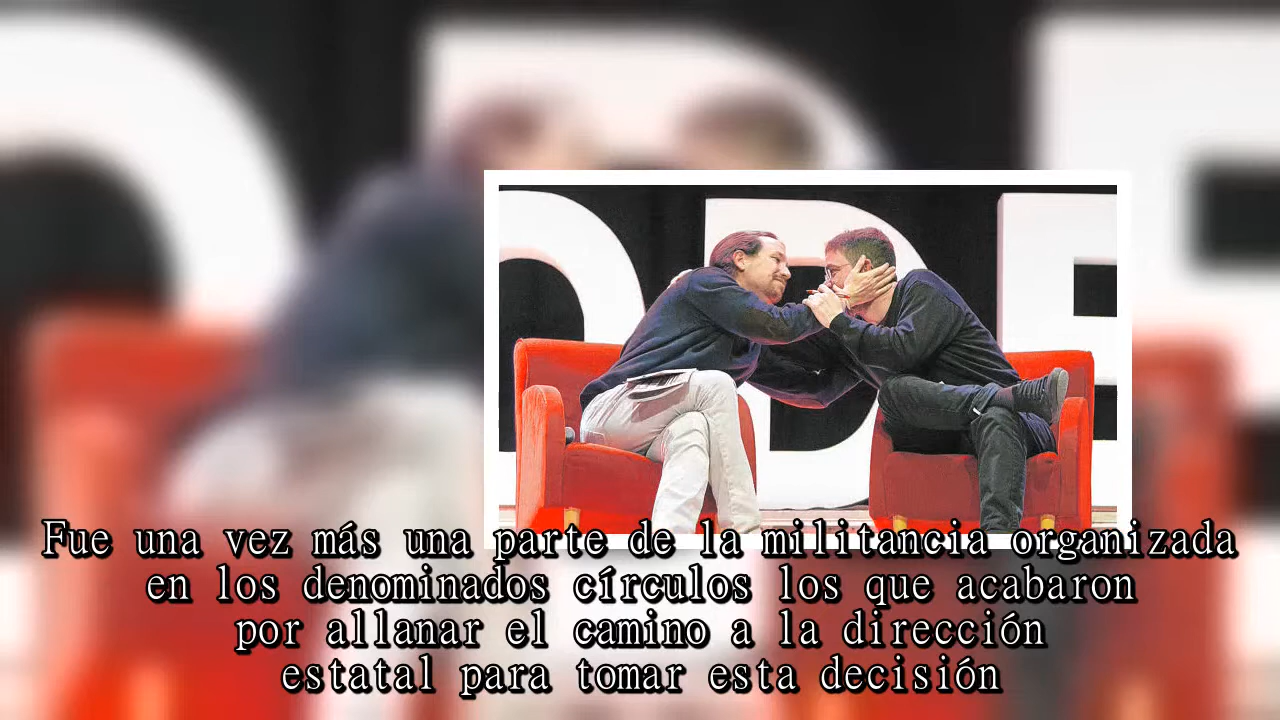 Fue una vez más una parte de la militancia organizada
en los denominados círculos los que acabaron
por allanar el camino a la dirección
estatal para tomar esta decisión